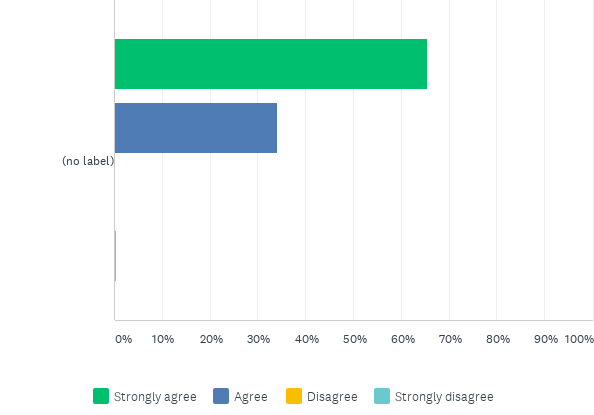 (no label)
0% 10% 20% 30% 40% 50% 60% 70% 80% 90% 100%
Strongly agree Agree Disagree Strongly disagree